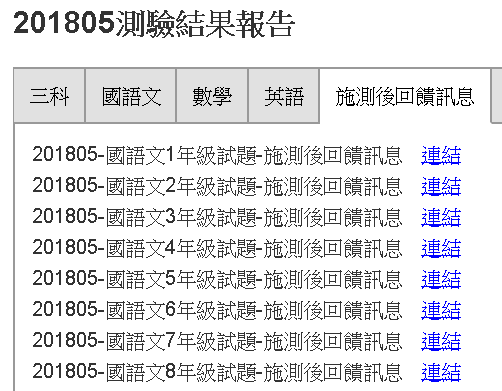 201805測驗結果報告
三科 國語文 數學 英語 施測後回饋訊息
201805-國語文1年級試題-施測後回饋訊息 連結
201805-國語文2年級試題-施測後回饋訊息 連結
201805-國語文3年級試題-施測後回饋訊息 連結
201805-國語文4年級試題-施測後回饋訊息 連結
201805-國語文5年級試題-施測後回饋訊息 連結
201805-國語文6年級試題-施測後回饋訊息 連結
201805-國語文7年級試題-施測後回饋訊息 連結
201805-國語文8年級試題-施測後回饋訊息 連結